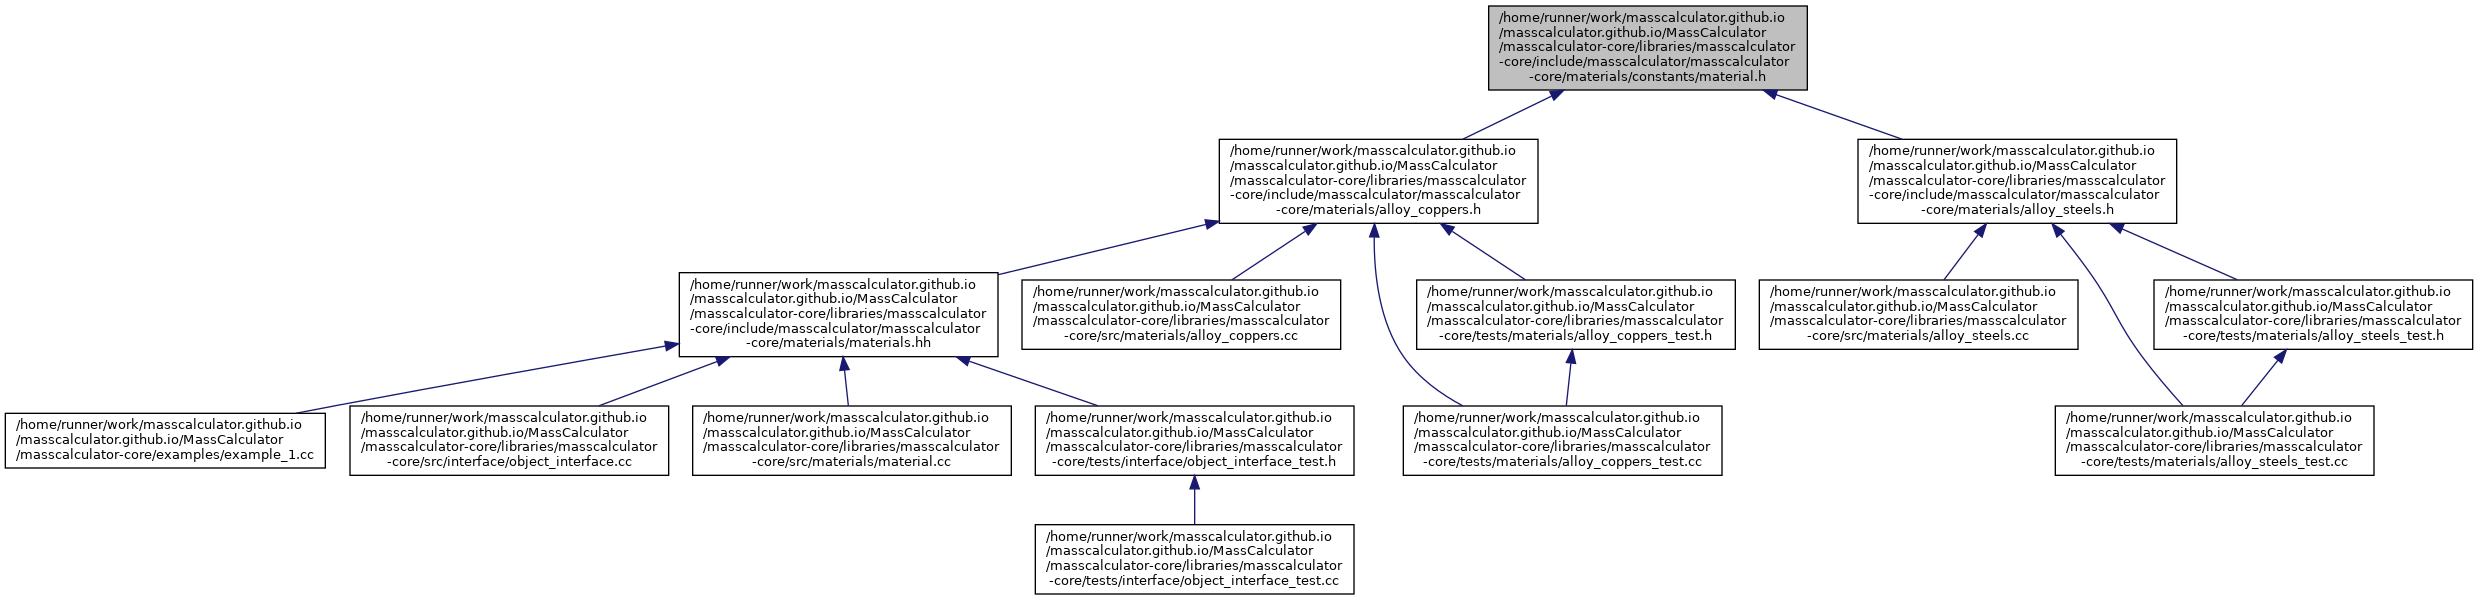 /home/runner/work/masscalculator.github.io
/masscalculator.github.io/MassCalculator
/masscalculator-core/libraries/masscalculator
-core/include/masscalculator/masscalculator
-core/materials/constants/material.h
/home/runner/work/masscalculator.github.io
/masscalculator.github.io/MassCalculator
/masscalculator-core/libraries/masscalculator
-core/include/masscalculator/masscalculator
-core/materials/alloy_coppers.h
/home/runner/work/masscalculator.github.io
/masscalculator.github.io/MassCalculator
/masscalculator-core/libraries/masscalculator
-core/include/masscalculator/masscalculator
-core/materials/alloy_steels.h
/home/runner/work/masscalculator.github.io
/masscalculator.github.io/MassCalculator
/masscalculator-core/libraries/masscalculator
-core/include/masscalculator/masscalculator
-core/materials/materials.hh
/home/runner/work/masscalculator.github.io
/masscalculator.github.io/MassCalculator
/masscalculator-core/libraries/masscalculator
-core/src/materials/alloy_coppers.cc
/home/runner/work/masscalculator.github.io
/masscalculator.github.io/MassCalculator
/masscalculator-core/libraries/masscalculator
-core/tests/materials/alloy_coppers_test.h
/home/runner/work/masscalculator.github.io
/masscalculator.github.io/MassCalculator
/masscalculator-core/libraries/masscalculator
-core/src/materials/alloy_steels.cc
/home/runner/work/masscalculator.github.io
/masscalculator.github.io/MassCalculator
/masscalculator-core/libraries/masscalculator
-core/tests/materials/alloy_steels_test.h
/home/runner/work/masscalculator.github.io
/masscalculator.github.io/MassCalculator
/masscalculator-core/examples/example_1.cc
/home/runner/work/masscalculator.github.io
/masscalculator.github.io/MassCalculator
/masscalculator-core/libraries/masscalculator
-core/src/interface/object_interface.cc
/home/runner/work/masscalculator.github.io
/masscalculator.github.io/MassCalculator
/masscalculator-core/libraries/masscalculator
-core/src/materials/material.cc
/home/runner/work/masscalculator.github.io
/masscalculator.github.io/MassCalculator
/masscalculator-core/libraries/masscalculator
-core/tests/interface/object_interface_test.h
/home/runner/work/masscalculator.github.io
/masscalculator.github.io/MassCalculator
/masscalculator-core/libraries/masscalculator
-core/tests/materials/alloy_coppers_test.cc
/home/runner/work/masscalculator.github.io
/masscalculator.github.io/MassCalculator
/masscalculator-core/libraries/masscalculator
-core/tests/materials/alloy_steels_test.cc
/home/runner/work/masscalculator.github.io
/masscalculator.github.io/MassCalculator
/masscalculator-core/libraries/masscalculator
-core/tests/interface/object_interface_test.cc